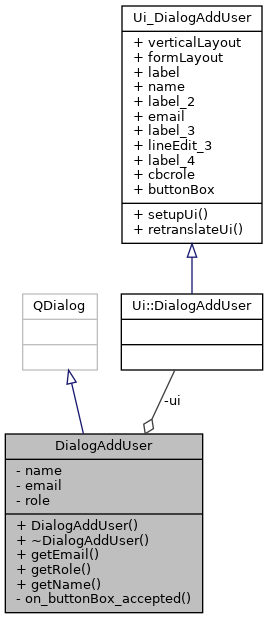 Ui_DialogAddUser
+ verticalLayout
+ formLayout
+ label
+ name
+ label_2
+ email
+ label_3
+ lineEdit_3
+ label_4
+ cbcrole
+ buttonBox
+ setupUi()
+ retranslateUi()
QDialog
Ui::DialogAddUser
-ui
DialogAddUser
- name
- email
- role
+ DialogAddUser()
+ ~DialogAddUser()
+ getEmail()
+ getRole()
+ getName()
- on_buttonBox_accepted()